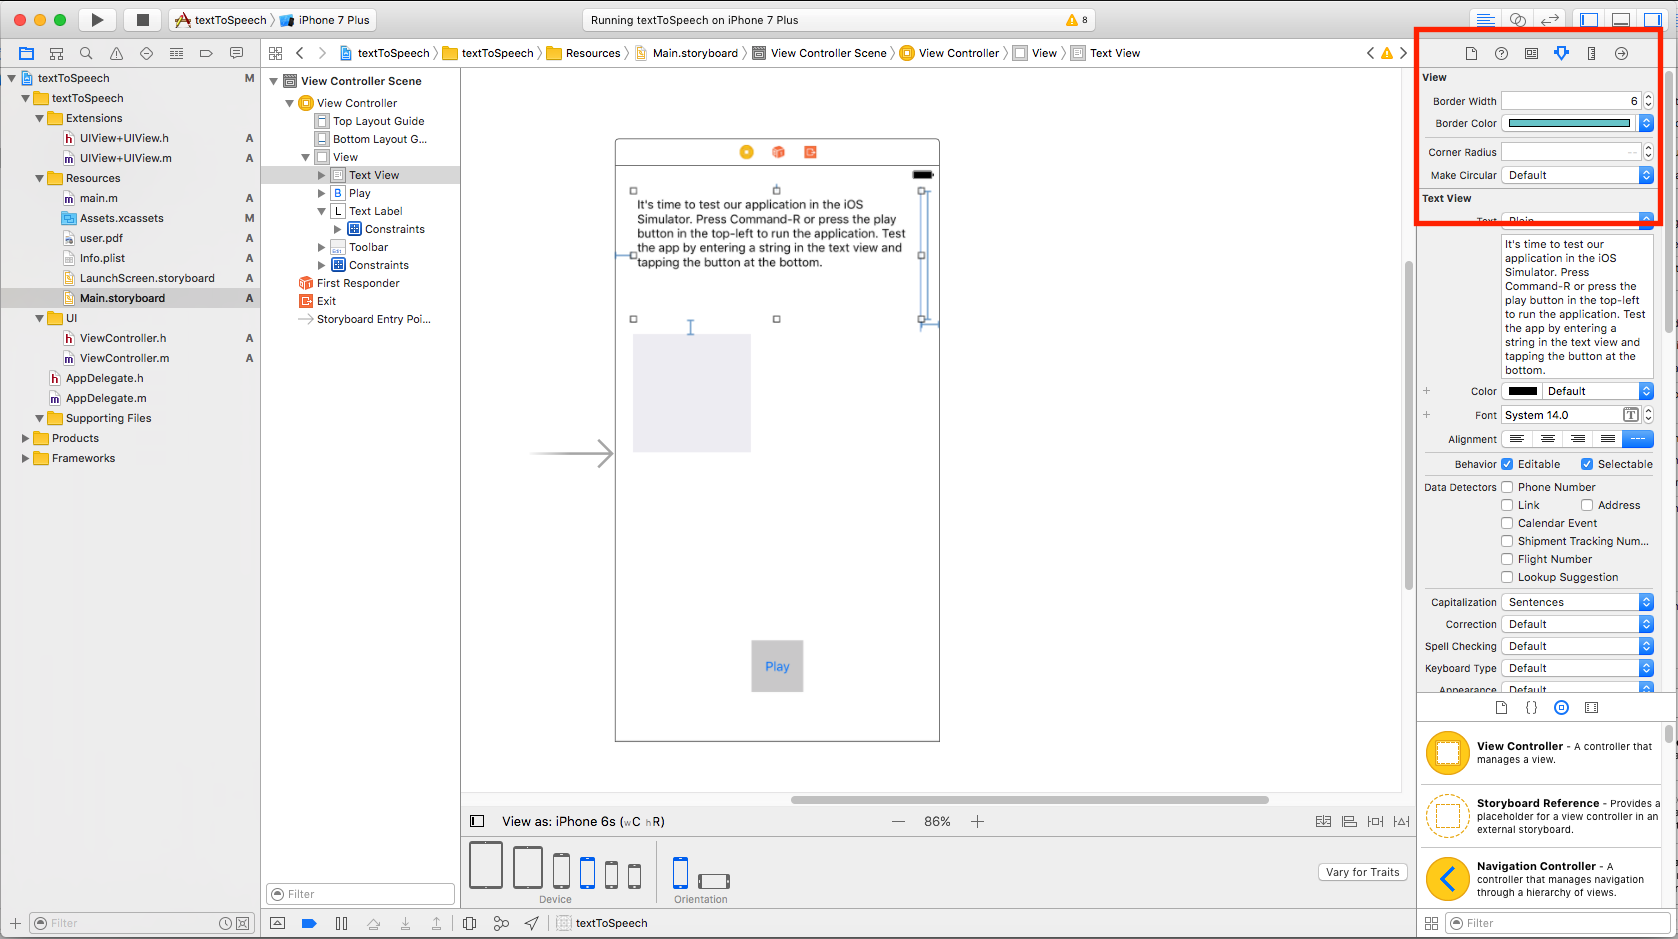 textToSpeech 〉 iPhone 7 Plus
Running textToSpeech on iPhone 7 Plus
8
textToSpeech 〉 textToSpeech 〉 Resources 〉 Main.storyboard 〉 View Controller Scene 〉 View Controller 〉 View 〉 Text View
textToSpeech M
textToSpeech
Extensions
UIView+UIView.h A
UIView+UIView.m A
Resources
main.m A
Assets.xcassets M
user.pdf A
Info.plist A
LaunchScreen.storyboard A
Main.storyboard A
UI
ViewController.h A
ViewController.m A
AppDelegate.h
AppDelegate.m
Supporting Files
Products
Frameworks
Filter
View Controller Scene
View Controller
Top Layout Guide
Bottom Layout G...
View
Text View
B Play
L Text Label
Constraints
Toolbar
Constraints
First Responder
Exit
Storyboard Entry Poi...
Filter
It's time to test our application in the iOS
Simulator. Press Command-R or press the play
button in the top-left to run the application. Test
the app by entering a string in the text view and
tapping the button at the bottom.
Play
View as: iPhone 6s (wC hR)
86%
Device
Orientation
Vary for Traits
textToSpeech
View
Border Width 6
Border Color
Corner Radius --
Make Circular Default
Text View
Text Plain
It's time to test our
application in the iOS
Simulator. Press
Command-R or press the
play button in the top-left
to run the application. Test
the app by entering a
string in the text view and
tapping the button at the
bottom.
+ Color Default
+ Font System 14.0
Alignment
Behavior Editable Selectable
Data Detectors Phone Number
Link Address
Calendar Event
Shipment Tracking Num...
Flight Number
Lookup Suggestion
Capitalization Sentences
Correction Default
Spell Checking Default
Keyboard Type Default
Appearance Default
View Controller - A controller that
manages a view.
Storyboard Reference - Provides a
placeholder for a view controller in an
external storyboard.
Navigation Controller - A
controller that manages navigation
through a hierarchy of views.
Filter